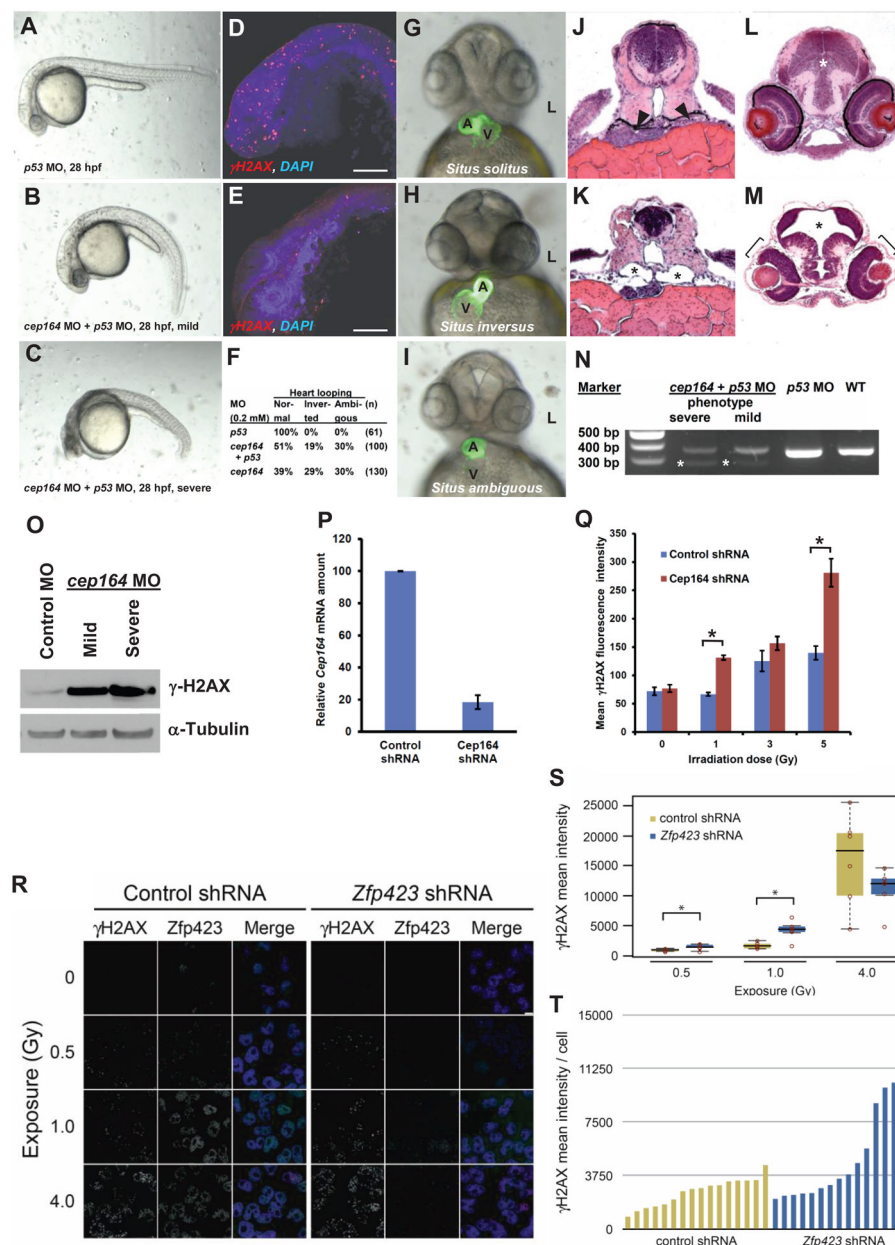 A
p53 MO, 28 hpf
B
cep164 MO + p53 MO, 28 hpf, mild
C
cep164 MO + p53 MO, 28 hpf, severe
D
γH2AX, DAPI
E
γH2AX, DAPI
F
Heart looping
MO Nor- Inver- Ambi- (n)
(0.2 mM) mal ted gous
p53 100% 0% 0% (61)
cep164 51% 19% 30% (100)
+ p53
cep164 39% 29% 30% (130)
G
L
A
V
Situs solitus
H
L
A
V
Situs inversus
I
L
A
V
Situs ambiguous
J
K
* *
L
*
M
*
N
Marker cep164 + p53 MO p53 MO WT
phenotype
severe mild
500 bp
400 bp
300 bp
* *
O
Control MO
cep164 MO
Mild
Severe
γ-H2AX
α-Tubulin
P
Relative Cep164 mRNA amount
120
100
80
60
40
20
0
Control shRNA
Cep164 shRNA
Q
Mean γH2AX fluorescence intensity
350
300
250
200
150
100
50
0
Control shRNA
Cep164 shRNA
*
*
0 1 3 5
Irradiation dose (Gy)
R
Control shRNA Zfp423 shRNA
γH2AX Zfp423 Merge γH2AX Zfp423 Merge
Exposure (Gy)
0
0.5
1.0
4.0
S
γH2AX mean intensity
25000
20000
15000
10000
5000
0
control shRNA
Zfp423 shRNA
*
*
0.5 1.0 4.0
Exposure (Gy)
T
γH2AX mean intensity / cell
15000
11250
7500
3750
0
control shRNA Zfp423 shRNA